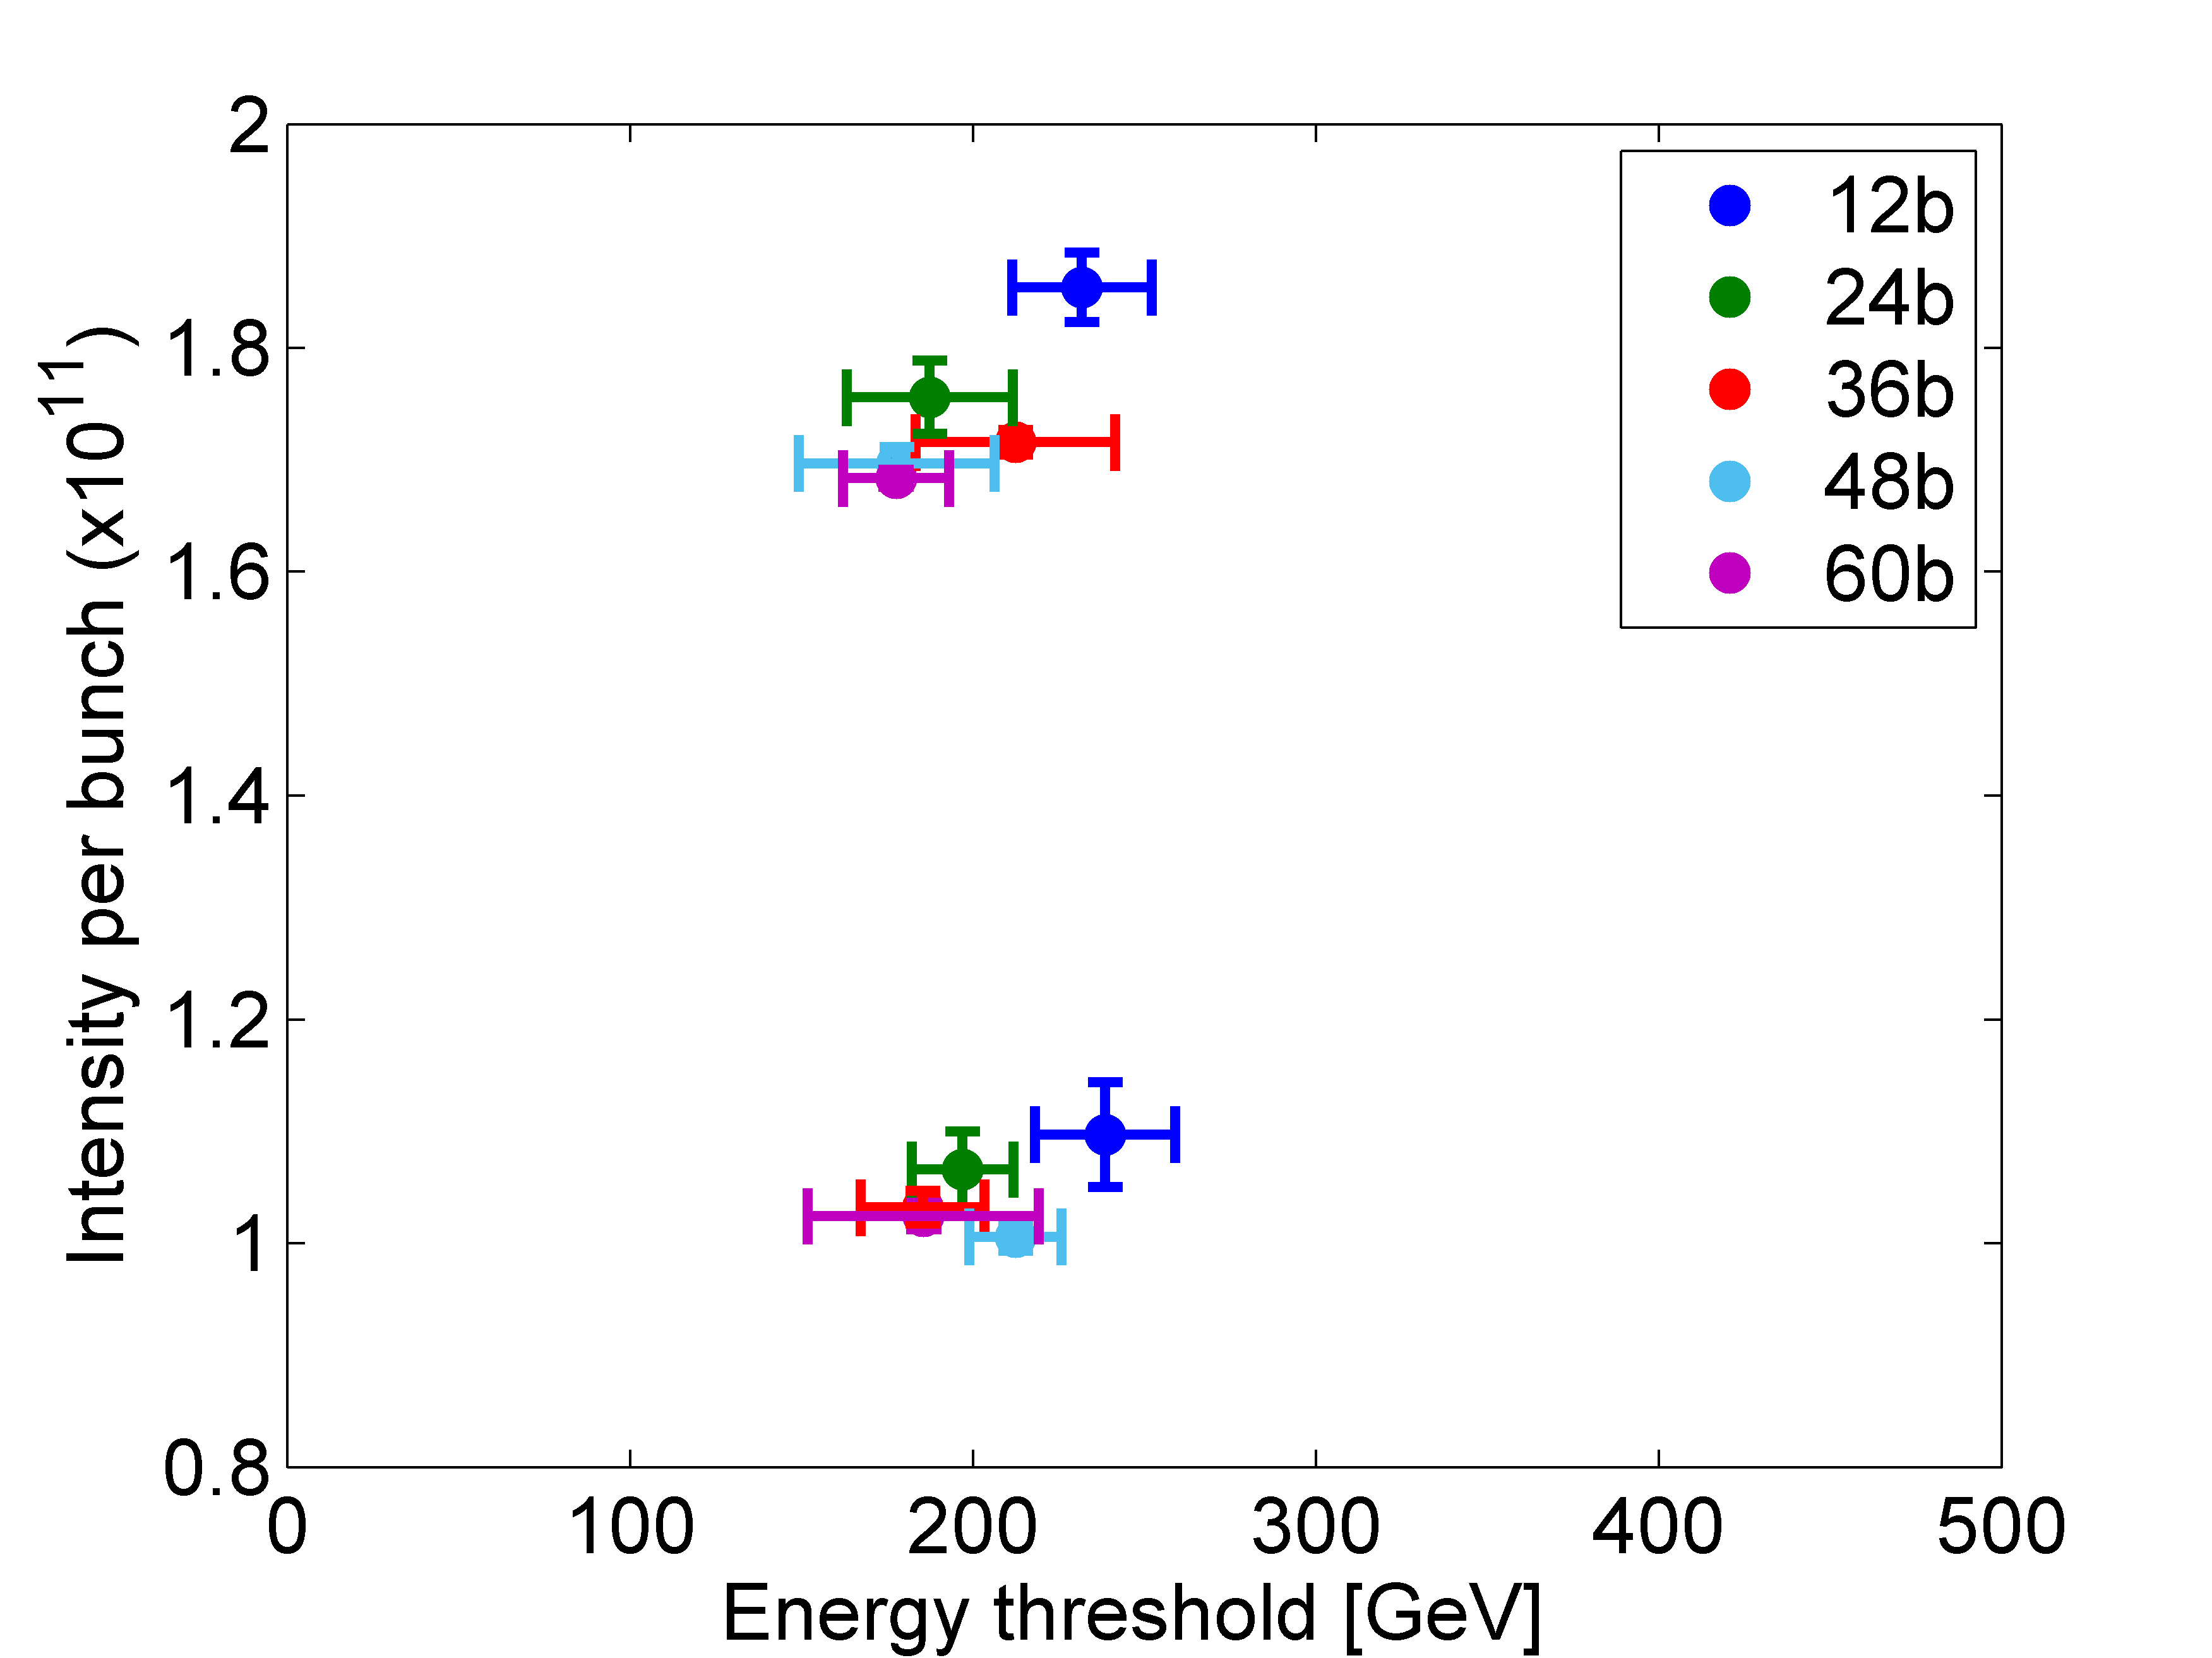 2
1.8
1.6
1.4
1.2
1
0.8
0
100
200
300
400
500
Intensity per bunch (x10^11)
Energy threshold [GeV]
12b
24b
36b
48b
60b